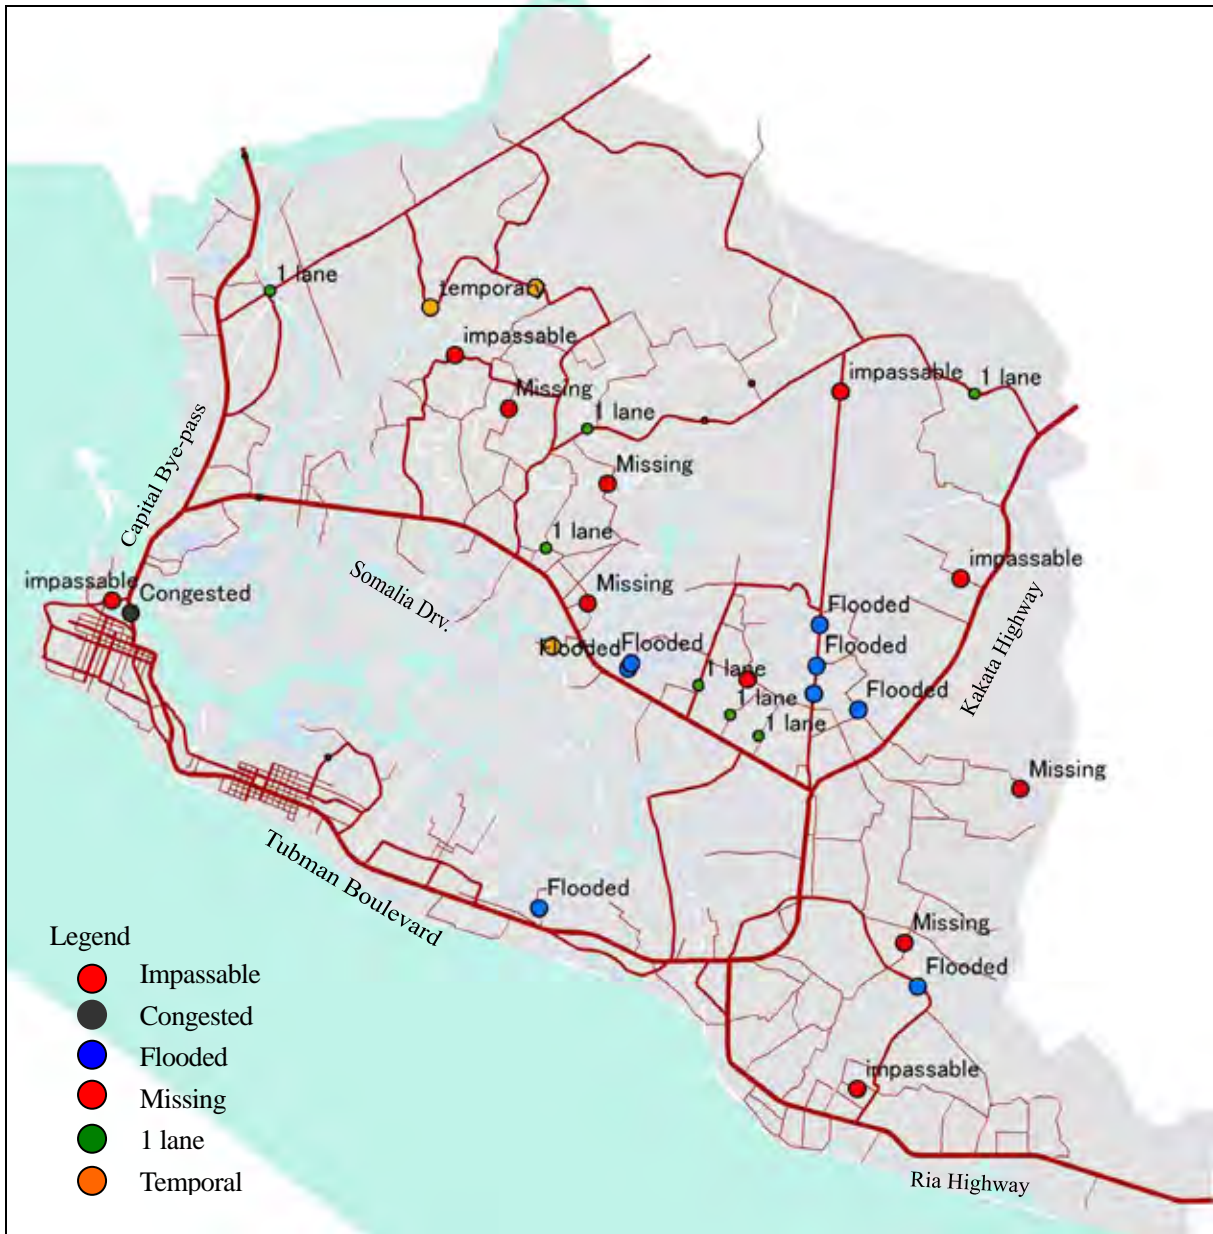 1 lane
temporary
impassable
Missing
impassable
1 lane
1 lane
Capital Bye-pass
Missing
1 lane
impassable
impassable
Congested
Somalia Drv.
Missing
Kakata Highway
Flooded
Flooded
Flooded
Flooded
1 lane
Flooded
1 lane
1 lane
Missing
Tubman Boulevard
Flooded
Missing
Flooded
impassable
Ria Highway
Legend
Impassable
Congested
Flooded
Missing
1 lane
Temporal